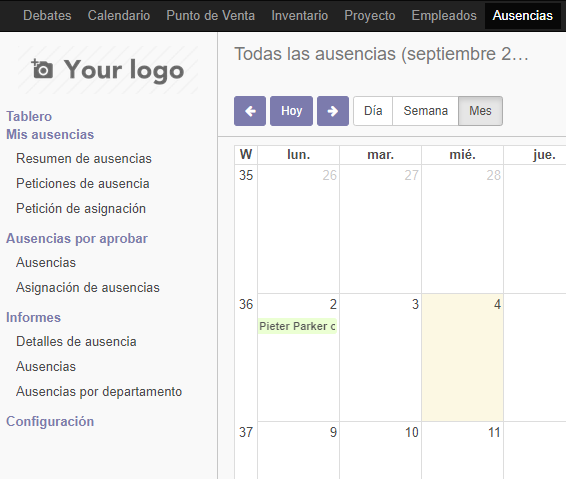 Debates Calendario Punto de Venta Inventario Proyecto Empleados Ausencias
Your logo
Tablero
Mis ausencias
Resumen de ausencias
Peticiones de ausencia
Petición de asignación
Ausencias por aprobar
Ausencias
Asignación de ausencias
Informes
Detalles de ausencia
Ausencias
Ausencias por departamento
Configuración
Todas las ausencias (septiembre 2…
Hoy Día Semana Mes
W lun. mar. mié. jue.
35 26 27 28
36 2 3 4
Pieter Parker c
37 9 10 11